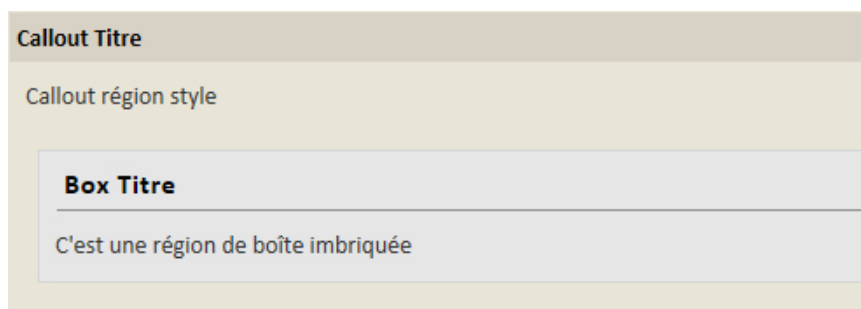 Callout Titre
Callout région style
Box Titre
C'est une région de boîte imbriquée